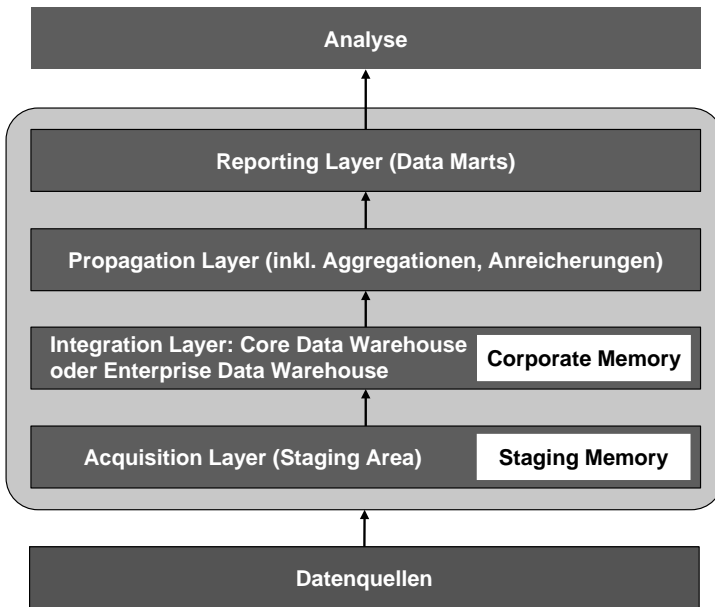 Analyse
Reporting Layer (Data Marts)
Propagation Layer (inkl. Aggregationen, Anreicherungen)
Integration Layer: Core Data Warehouse
oder Enterprise Data Warehouse
Corporate Memory
Acquisition Layer (Staging Area)
Staging Memory
Datenquellen